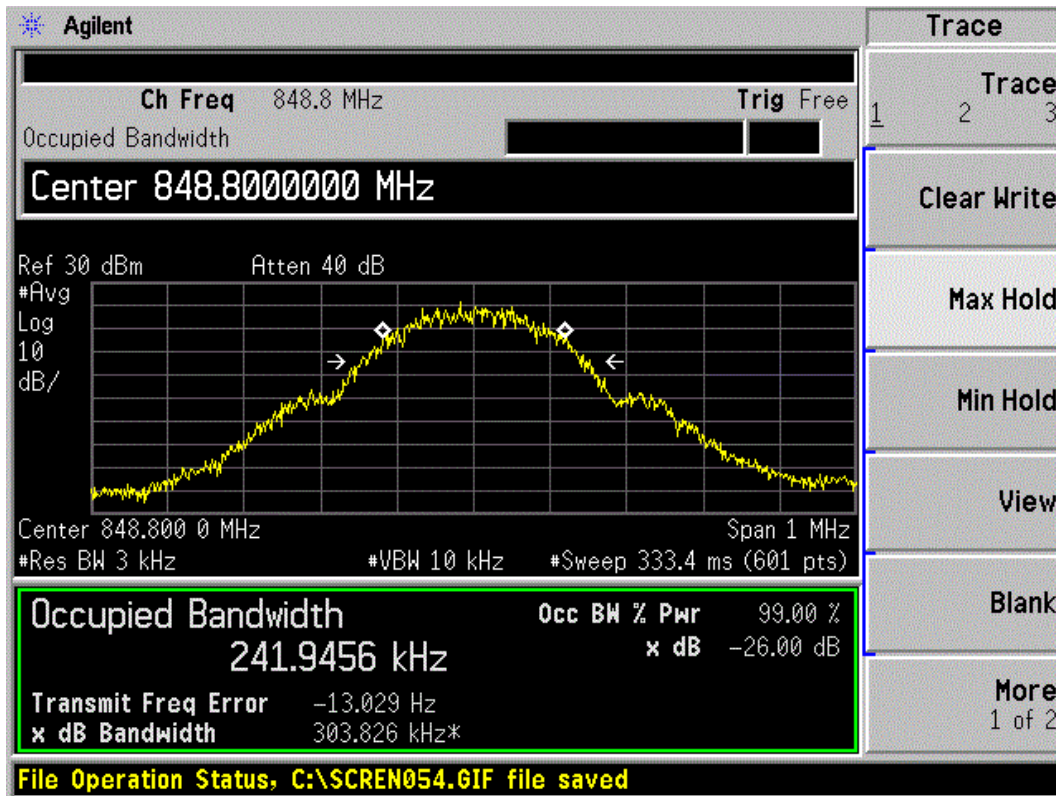 Agilent
Trace
Ch Freq 848.8 MHz
Trig Free
Occupied Bandwidth
Center 848.8000000 MHz
Ref 30 dBm Atten 40 dB
#Avg
Log
10
dB/
Center 848.800 0 MHz
Span 1 MHz
#Res BW 3 kHz #VBW 10 kHz #Sweep 333.4 ms (601 pts)
Occupied Bandwidth
241.9456 kHz
Occ BW % Pwr 99.00 %
x dB -26.00 dB
Transmit Freq Error -13.029 Hz
x dB Bandwidth 303.826 kHz*
File Operation Status, C:\SCREN054.GIF file saved
Trace
1 2 3
Clear Write
Max Hold
Min Hold
View
Blank
More
1 of 2